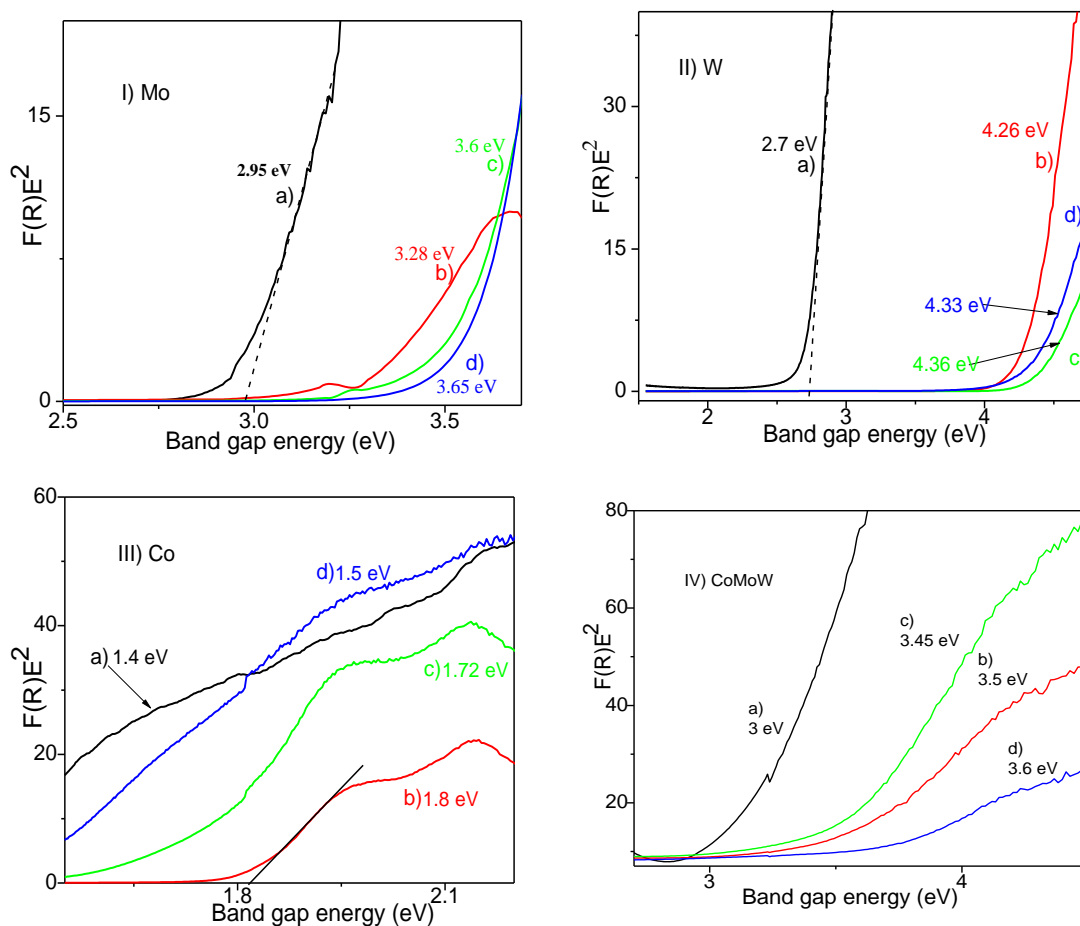 I) Mo
15
0
F(R)E²
2.95 eV
a)
3.6 eV
c)
3.28 eV
b)
d)
3.65 eV
2.5
3.0
3.5
Band gap energy (eV)
II) W
30
15
0
F(R)E²
2.7 eV
a)
4.26 eV
b)
d)
4.33 eV
4.36 eV
c
2
3
4
Band gap energy (eV)
III) Co
60
40
20
0
F(R)E²
d)1.5 eV
a)1.4 eV
c)1.72 eV
b)1.8 eV
1.8
2.1
Band gap energy (eV)
IV) CoMoW
80
60
40
20
F(R)E²
c)
3.45 eV
b)
3.5 eV
a)
3 eV
d)
3.6 eV
3
4
Band gap energy (eV)